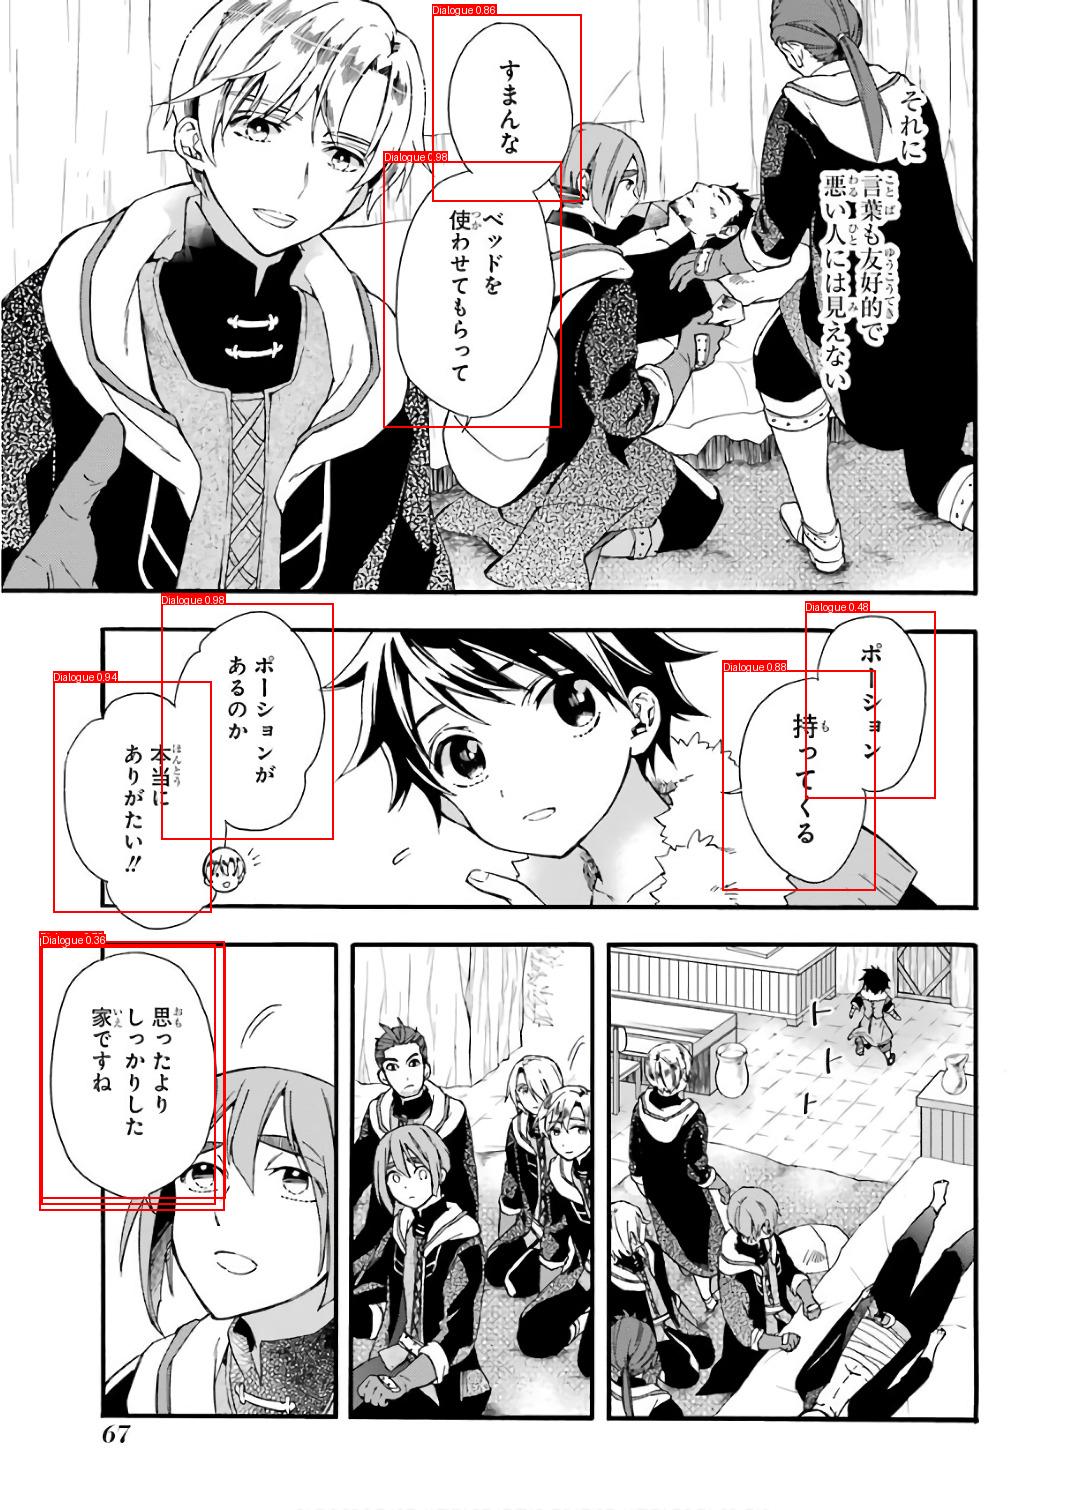 それに
言葉も友好的で
悪い人には見えない
すまんな
ベッドを
使わせてもらって
ポーション
持ってくる
ポーションが
あるのか
本当に
ありがたい!!
ト
ト
ト
思ったより
しっかりした
家ですね
67
Dialogue 0.86
Dialogue 0.98
Dialogue 0.98
Dialogue 0.48
Dialogue 0.88
Dialogue 0.94
Dialogue 0.36